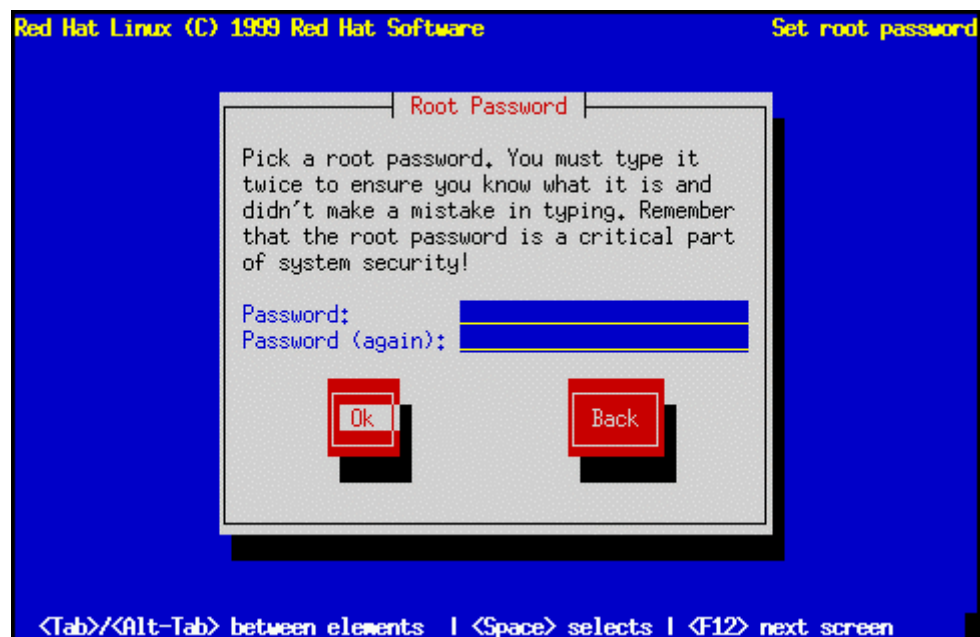 Red Hat Linux (C) 1999 Red Hat Software Set root password
Root Password
Pick a root password. You must type it
twice to ensure you know what it is and
didn't make a mistake in typing. Remember
that the root password is a critical part
of system security!
Password:
Password (again):
Ok Back
<Tab>/<Alt-Tab> between elements | <Space> selects | <F12> next screen